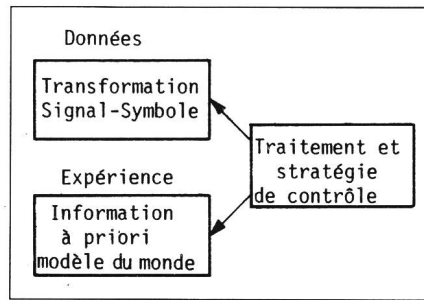 Données
Transformation
Signal-Symbole
Traitement et
stratégie
de contrôle
Expérience
Information
à priori
modèle du monde